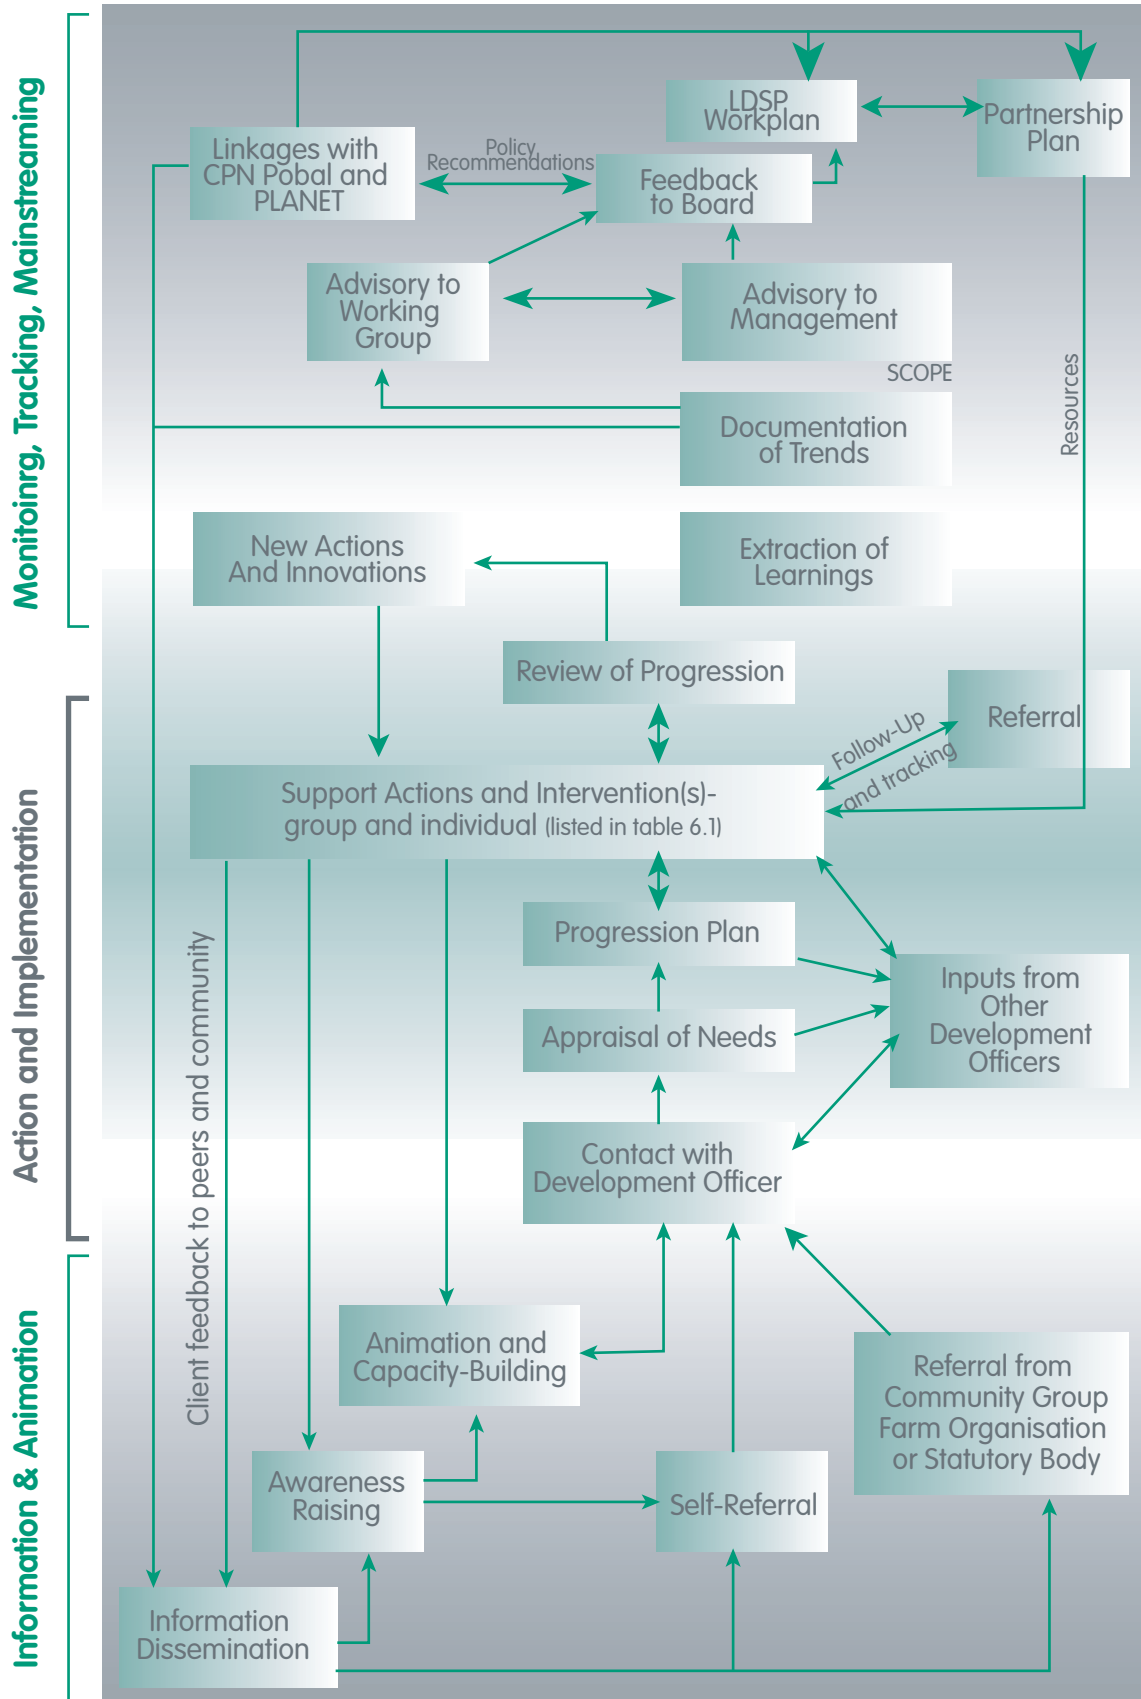 Monitoinrg, Tracking, Mainstreaming
LDSP
Workplan
Partnership
Plan
Linkages with
CPN Pobal and
PLANET
Policy
Recommendations
Feedback
to Board
Advisory to
Working
Group
Advisory to
Management
SCOPE
Resources
Documentation
of Trends
New Actions
And Innovations
Extraction of
Learnings
Action and Implementation
Review of Progression
Referral
Follow-Up
and tracking
Support Actions and Intervention(s)-
group and individual (listed in table 6.1)
Client feedback to peers and community
Progression Plan
Inputs from
Other
Development
Officers
Appraisal of Needs
Contact with
Development Officer
Information & Animation
Animation and
Capacity-Building
Referral from
Community Group
Farm Organisation
or Statutory Body
Awareness
Raising
Self-Referral
Information
Dissemination